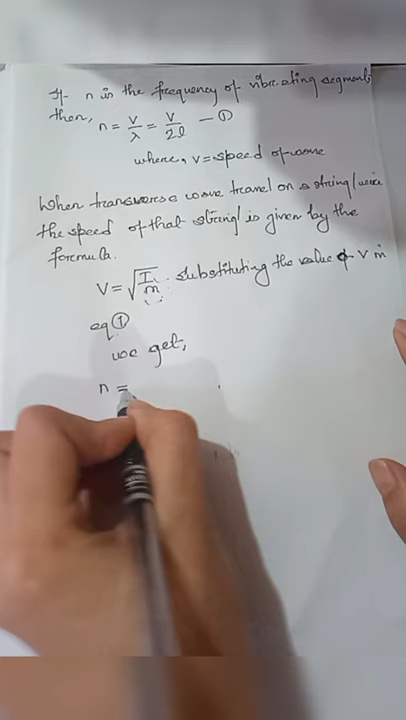 If n is the frequency of vibrating segments
then, n = v/λ = v/2l — ①
where, v = speed of wave
When transverse wave travel on a string/wire
the speed of that string is given by the
formula.
V = √T/m . substituting the value of v in
eq ①
we get,
n =